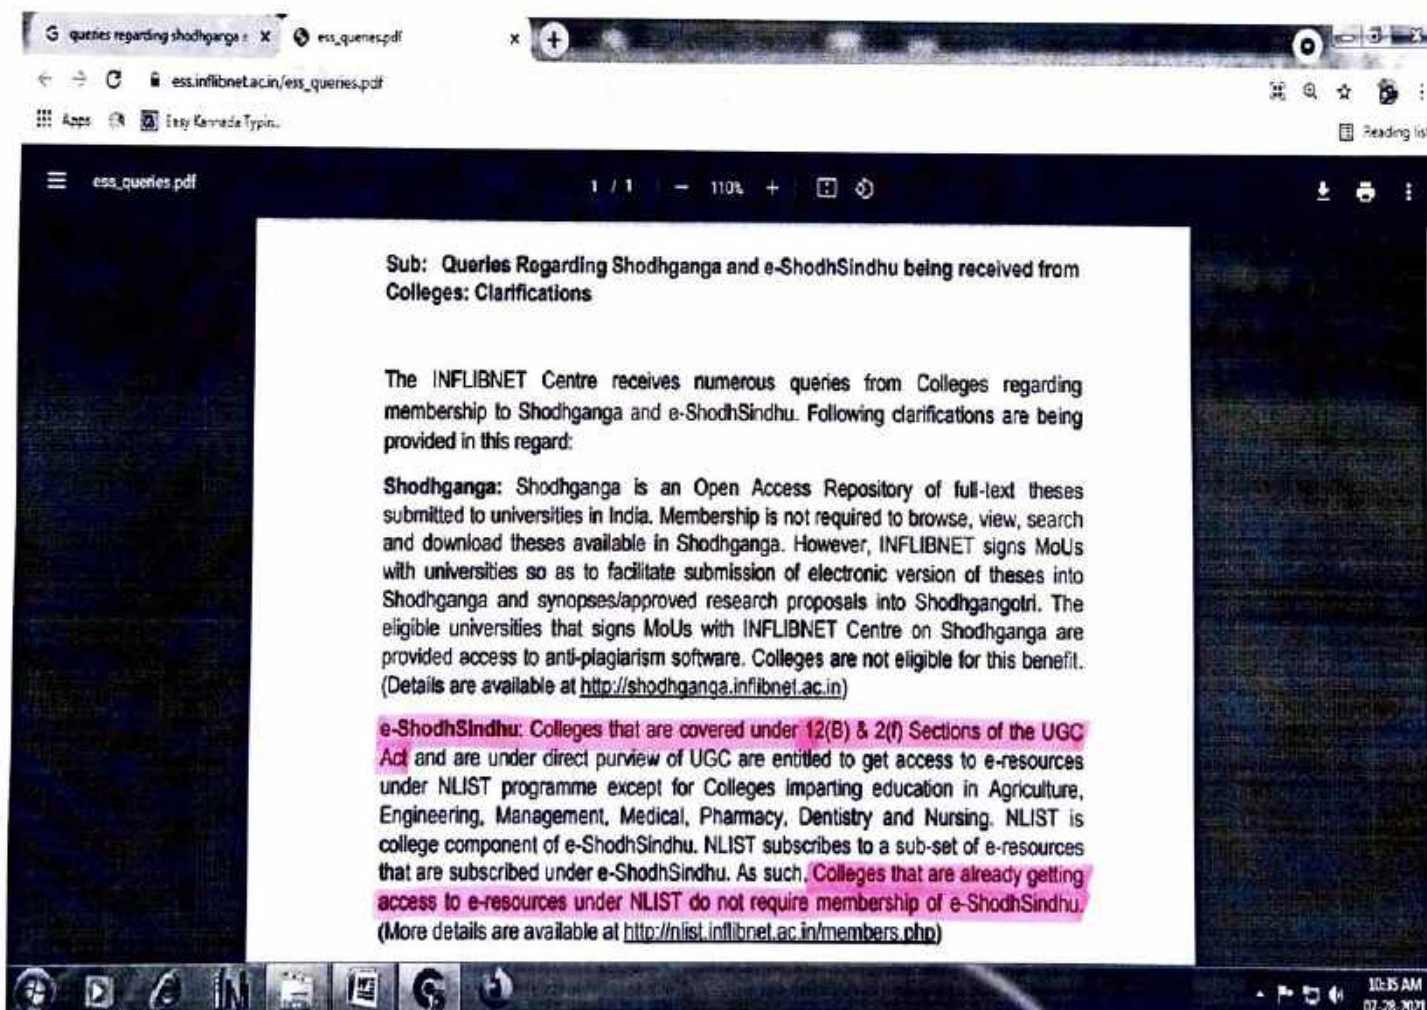 queries regarding shodhganga
ess_queries.pdf
ess.inflibnet.ac.in/ess_queries.pdf
Apps
Easy Kannada Typin..
Reading list
ess_queries.pdf
1 / 1
110%
Sub: Queries Regarding Shodhganga and e-ShodhSindhu being received from
Colleges: Clarifications
The INFLIBNET Centre receives numerous queries from Colleges regarding
membership to Shodhganga and e-ShodhSindhu. Following clarifications are being
provided in this regard:
Shodhganga: Shodhganga is an Open Access Repository of full-text theses
submitted to universities in India. Membership is not required to browse, view, search
and download theses available in Shodhganga. However, INFLIBNET signs MoUs
with universities so as to facilitate submission of electronic version of theses into
Shodhganga and synopses/approved research proposals into Shodhgangotri. The
eligible universities that signs MoUs with INFLIBNET Centre on Shodhganga are
provided access to anti-plagiarism software. Colleges are not eligible for this benefit.
(Details are available at http://shodhganga.inflibnet.ac.in)
e-ShodhSindhu: Colleges that are covered under 12(B) & 2(f) Sections of the UGC
Act and are under direct purview of UGC are entitled to get access to e-resources
under NLIST programme except for Colleges imparting education in Agriculture,
Engineering, Management, Medical, Pharmacy, Dentistry and Nursing. NLIST is
college component of e-ShodhSindhu. NLIST subscribes to a sub-set of e-resources
that are subscribed under e-ShodhSindhu. As such, Colleges that are already getting
access to e-resources under NLIST do not require membership of e-ShodhSindhu.
(More details are available at http://nlist.inflibnet.ac.in/members.php)
10:35 AM
07-28-2021